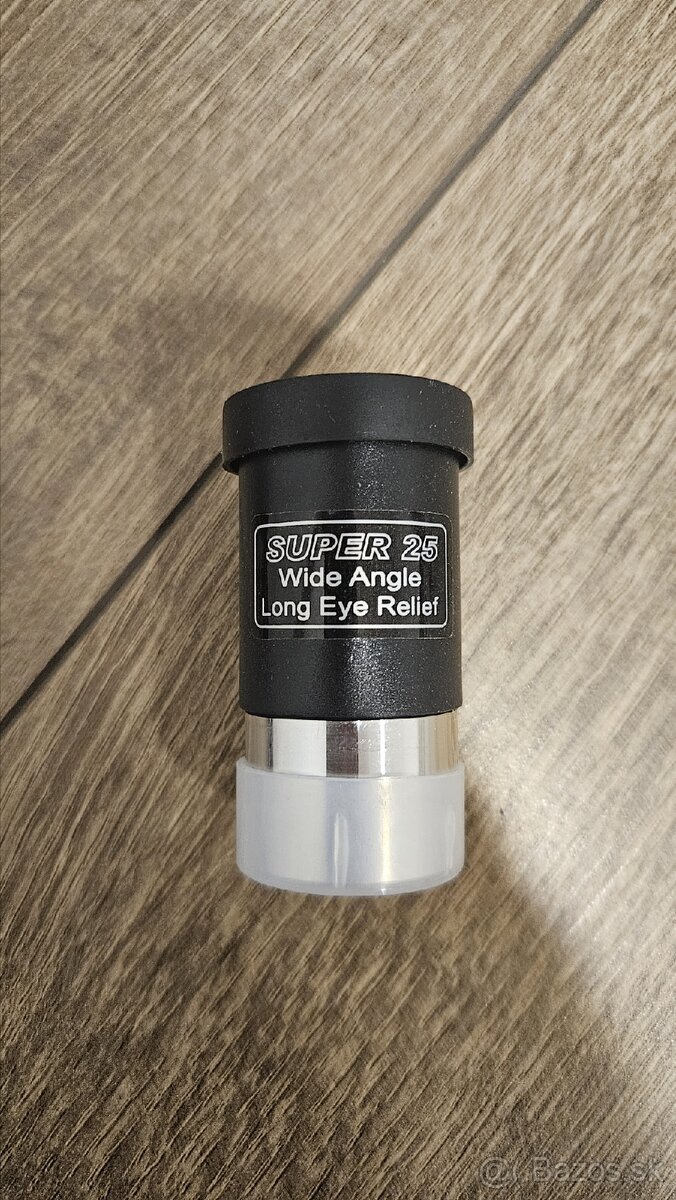 SUPER 25
Wide Angle
Long Eye Relief
Bazos.sk